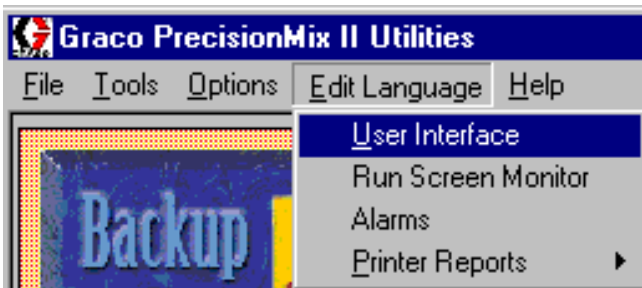 Graco PrecisionMix II Utilities
File Tools Options Edit Language Help
User Interface
Run Screen Monitor
Backup
Alarms
Printer Reports